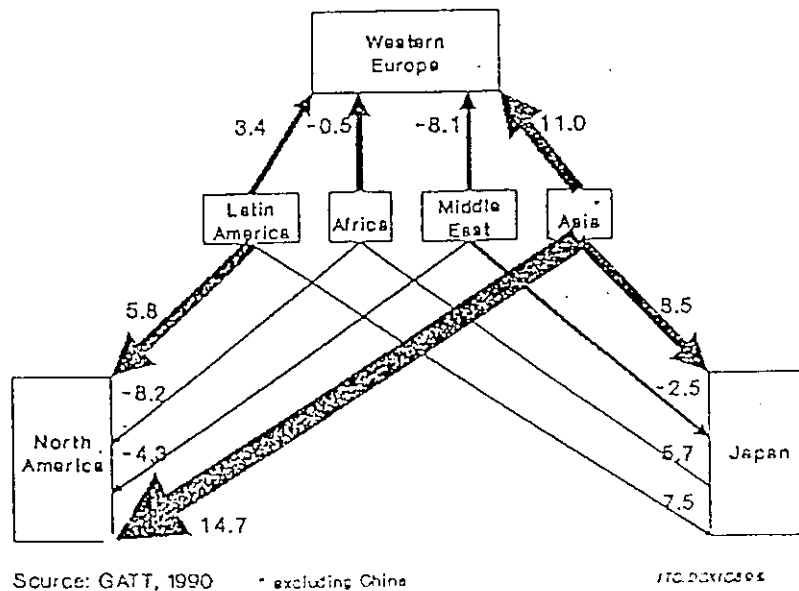 Western
Europe
3.4
-0.5
-8.1
11.0
Latin
America
Africa
Middle
East
*
Asia
5.8
8.5
-8.2
-2.5
North
America
-4.3
5.7
Japan
7.5
14.7
Source: GATT, 1990 * excluding China